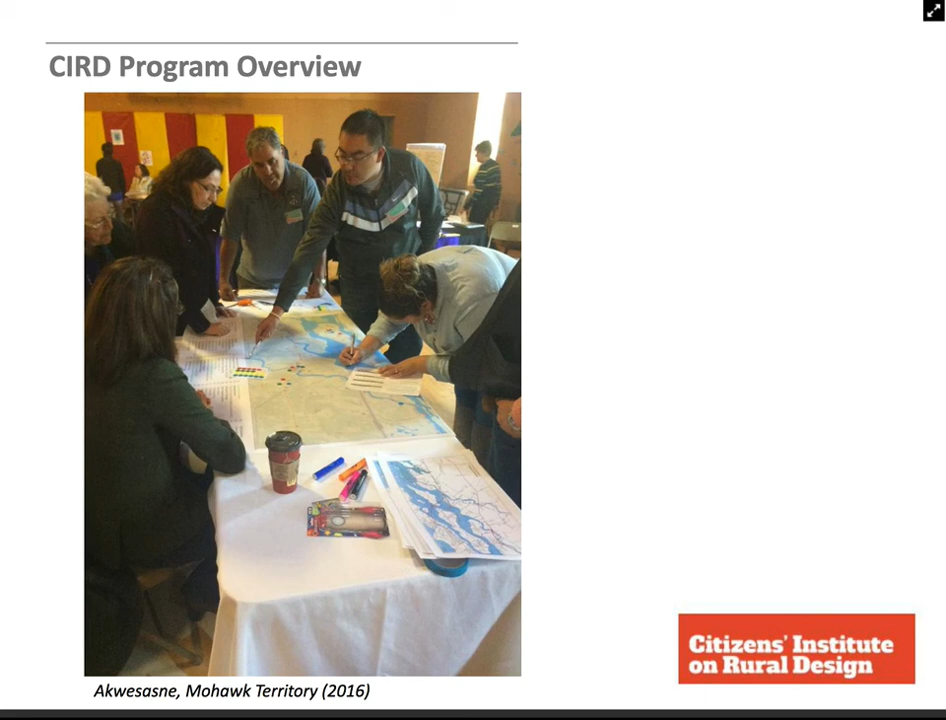 CIRD Program Overview
Akwesasne, Mohawk Territory (2016)
Citizens' Institute
on Rural Design